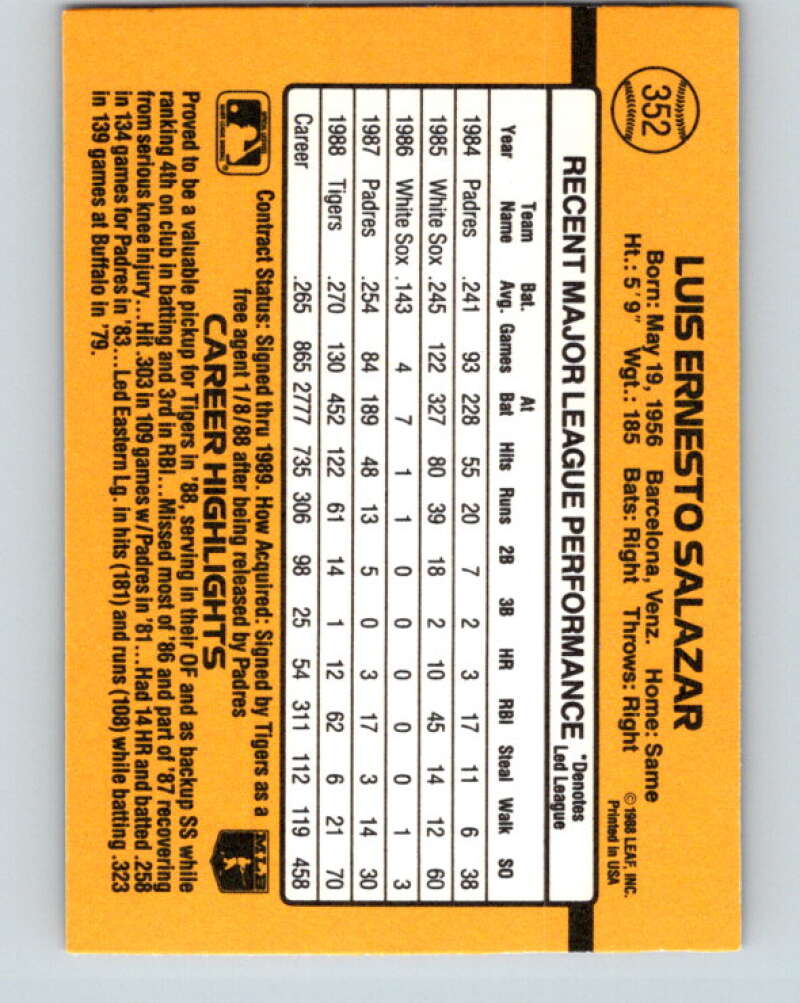 352
LUIS ERNESTO SALAZAR
Born: May 19, 1956 Barcelona, Venz. Home: Same
Ht.: 5'9" Wgt.: 185 Bats: Right Throws: Right
© 1988 LEAF, INC.
Printed in USA
RECENT MAJOR LEAGUE PERFORMANCE
*Denotes
Led League
Team Bat. At
Year Name Avg. Games Bat Hits Runs 2B 3B HR RBI Steal Walk SO
1984 Padres .241 93 228 55 20 7 2 3 17 11 6 38
1985 White Sox .245 122 327 80 39 18 2 10 45 14 12 60
1986 White Sox .143 4 7 1 1 0 0 0 0 0 1 3
1987 Padres .254 84 189 48 13 5 0 3 17 3 14 30
1988 Tigers .270 130 452 122 61 14 1 12 62 6 21 70
Career .265 865 2777 735 306 98 25 54 311 112 119 458
Contract Status: Signed thru 1989. How Acquired: Signed by Tigers as a
free agent 1/8/88 after being released by Padres
CAREER HIGHLIGHTS
MLB
Proved to be a valuable pickup for Tigers in '88, serving in their OF and as backup SS while
ranking 4th on club in batting and 3rd in RBI...Missed most of '86 and part of '87 recovering
from serious knee injury...Hit .303 in 109 games w/Padres in '81...Had 14 HR and batted .258
in 134 games for Padres in '83...Led Eastern Lg. in hits (181) and runs (108) while batting .323
in 139 games at Buffalo in '79.